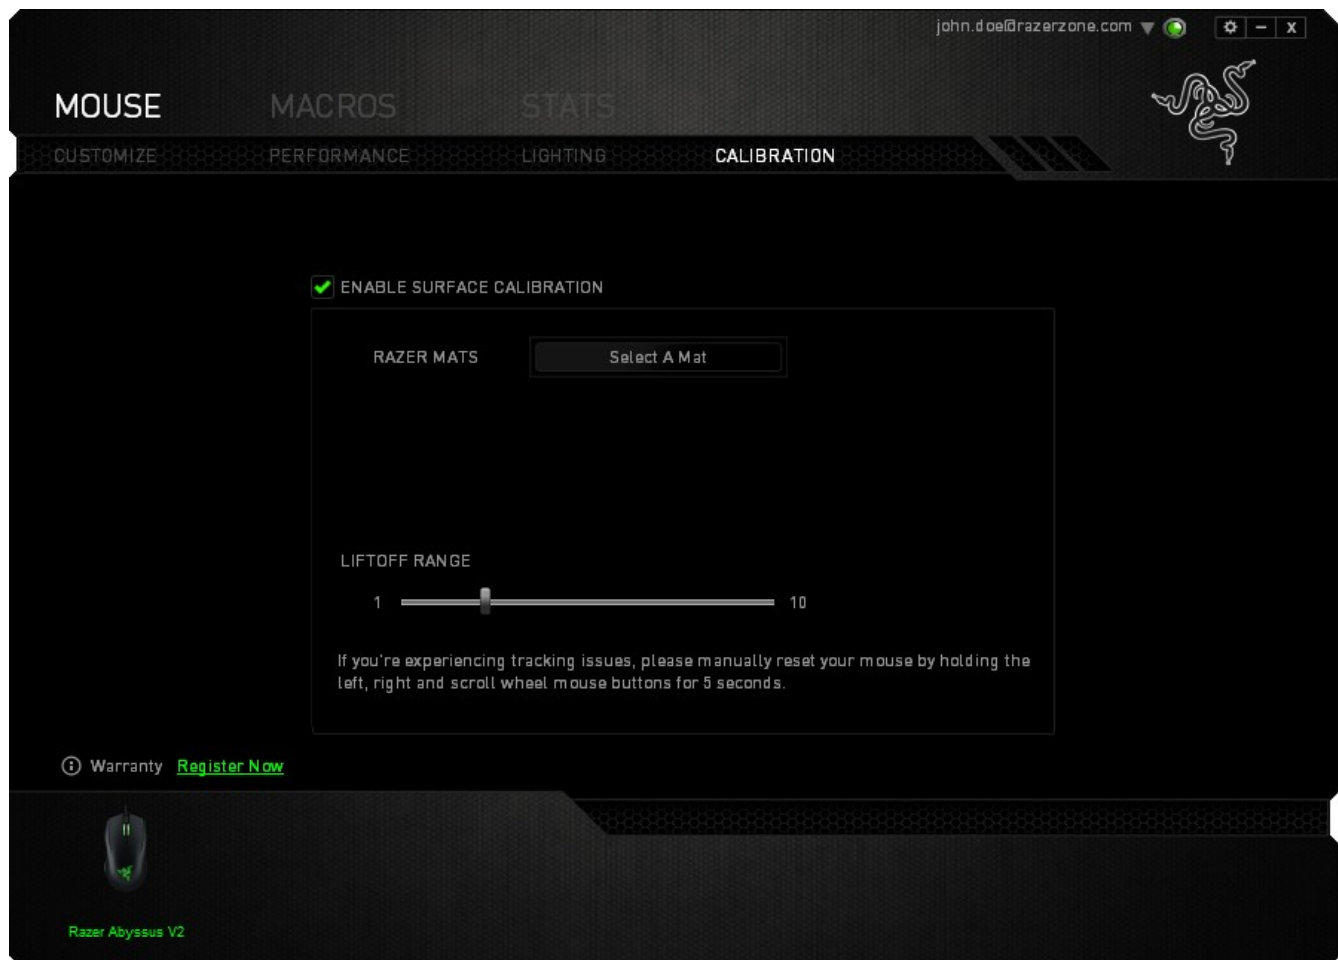 john.doe@razerzone.com
MOUSE MACROS STATS
CUSTOMIZE PERFORMANCE LIGHTING CALIBRATION
ENABLE SURFACE CALIBRATION
RAZER MATS Select A Mat
LIFTOFF RANGE
1 10
If you're experiencing tracking issues, please manually reset your mouse by holding the
left, right and scroll wheel mouse buttons for 5 seconds.
Warranty Register Now
Razer Abyssus V2